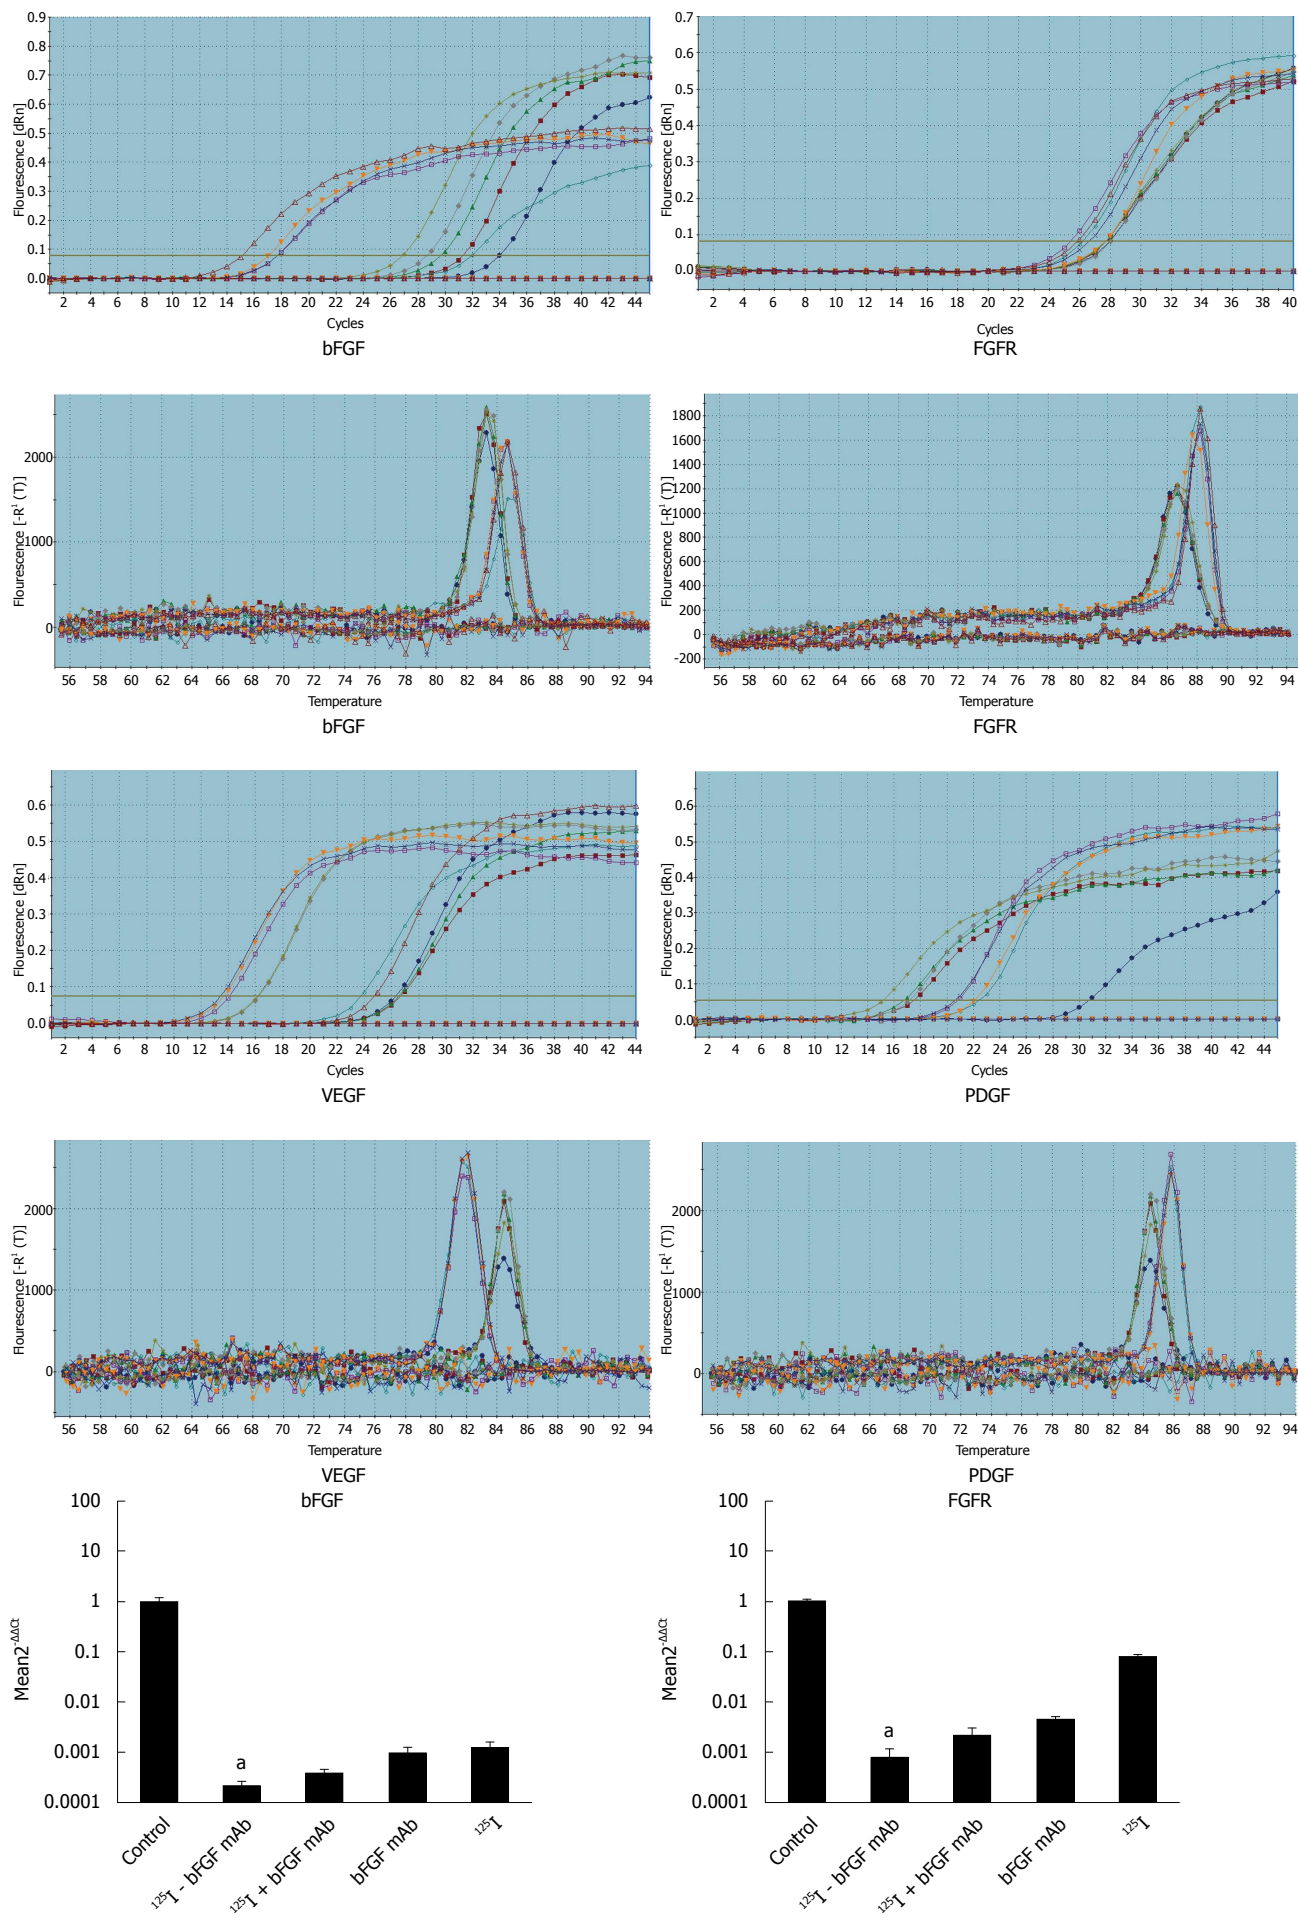 0.9
0.8
0.7
0.6
0.5
0.4
0.3
0.2
0.1
0.0
Flourescence [dRn]
2 4 6 8 10 12 14 16 18 20 22 24 26 28 30 32 34 36 38 40 42 44
Cycles
bFGF
0.7
0.6
0.5
0.4
0.3
0.2
0.1
0.0
Flourescence [dRn]
2 4 6 8 10 12 14 16 18 20 22 24 26 28 30 32 34 36 38 40
Cycles
FGFR
2000
1000
0
Flourescence [-R¹ (T)]
56 58 60 62 64 66 68 70 72 74 76 78 80 82 84 86 88 90 92 94
Temperature
bFGF
1800
1600
1400
1200
1000
800
600
400
200
0
-200
Flourescence [-R¹ (T)]
56 58 60 62 64 66 68 70 72 74 76 78 80 82 84 86 88 90 92 94
Temperature
FGFR
0.6
0.5
0.4
0.3
0.2
0.1
0.0
Flourescence [dRn]
2 4 6 8 10 12 14 16 18 20 22 24 26 28 30 32 34 36 38 40 42 44
Cycles
VEGF
0.6
0.5
0.4
0.3
0.2
0.1
0.0
Flourescence [dRn]
2 4 6 8 10 12 14 16 18 20 22 24 26 28 30 32 34 36 38 40 42 44
Cycles
PDGF
2000
1000
0
Flourescence [-R¹ (T)]
56 58 60 62 64 66 68 70 72 74 76 78 80 82 84 86 88 90 92 94
Temperature
VEGF
2000
1000
0
Flourescence [-R¹ (T)]
56 58 60 62 64 66 68 70 72 74 76 78 80 82 84 86 88 90 92 94
Temperature
PDGF
bFGF
100
10
1
0.1
0.01
0.001
0.0001
Mean2^-ΔΔCt
a
Control
¹²⁵I - bFGF mAb
¹²⁵I + bFGF mAb
bFGF mAb
¹²⁵I
FGFR
100
10
1
0.1
0.01
0.001
0.0001
Mean2^-ΔΔCt
a
Control
¹²⁵I - bFGF mAb
¹²⁵I + bFGF mAb
bFGF mAb
¹²⁵I